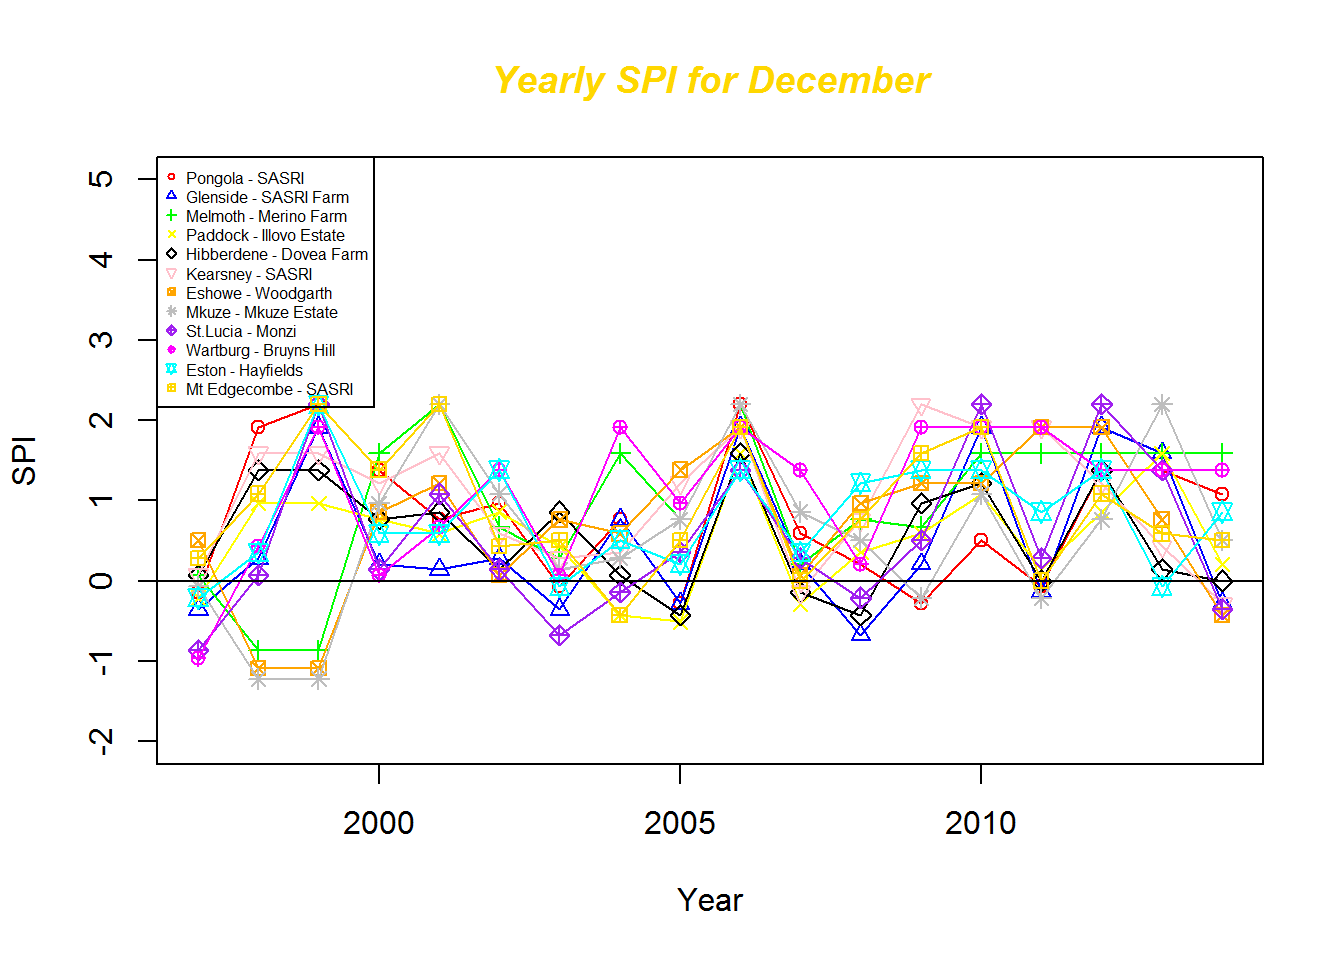 Yearly SPI for December
5
4
3
2
1
0
-1
-2
SPI
Pongola - SASRI
Glenside - SASRI Farm
Melmoth - Merino Farm
Paddock - Illovo Estate
Hibberdene - Dovea Farm
Kearsney - SASRI
Eshowe - Woodgarth
Mkuze - Mkuze Estate
St.Lucia - Monzi
Wartburg - Bruyns Hill
Eston - Hayfields
Mt Edgecombe - SASRI
2000 2005 2010
Year